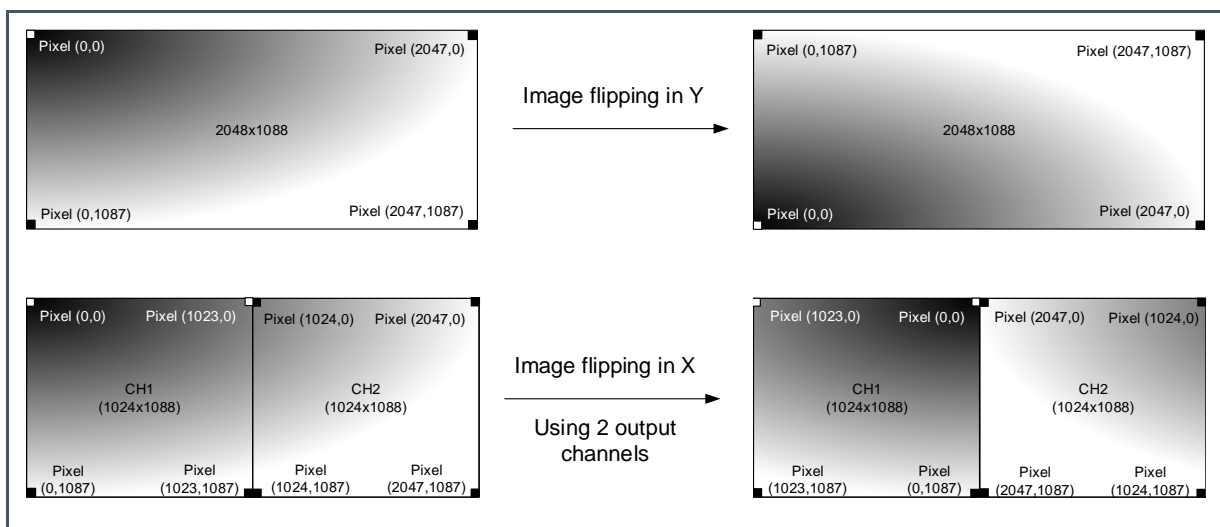 Pixel (0,0)
Pixel (2047,0)
2048x1088
Pixel (0,1087)
Pixel (2047,1087)
Image flipping in Y
Pixel (0,1087)
Pixel (2047,1087)
2048x1088
Pixel (0,0)
Pixel (2047,0)
Pixel (0,0)
Pixel (1023,0)
Pixel (1024,0)
Pixel (2047,0)
CH1
(1024x1088)
CH2
(1024x1088)
Pixel
(0,1087)
Pixel
(1023,1087)
Pixel
(1024,1087)
Pixel
(2047,1087)
Image flipping in X
Using 2 output
channels
Pixel (1023,0)
Pixel (0,0)
Pixel (2047,0)
Pixel (1024,0)
CH1
(1024x1088)
CH2
(1024x1088)
Pixel
(1023,1087)
Pixel
(0,1087)
Pixel
(2047,1087)
Pixel
(1024,1087)